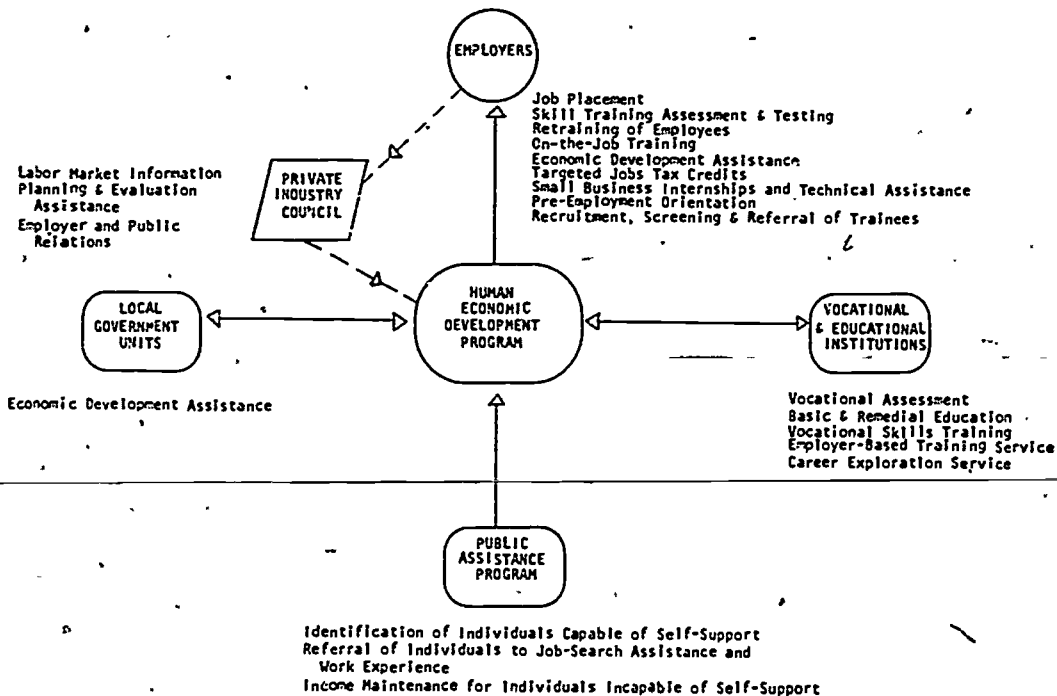 EMPLOYERS
Job Placement
Skill Training Assessment & Testing
Retraining of Employees
On-the-Job Training
Economic Development Assistance
Targeted Jobs Tax Credits
Small Business Internships and Technical Assistance
Pre-Employment Orientation
Recruitment, Screening & Referral of Trainees
Labor Market Information
Planning & Evaluation
Assistance
Employer and Public
Relations
PRIVATE
INDUSTRY
COUNCIL
LOCAL
GOVERNMENT
UNITS
Economic Development Assistance
HUMAN
ECONOMIC
DEVELOPMENT
PROGRAM
VOCATIONAL
& EDUCATIONAL
INSTITUTIONS
Vocational Assessment
Basic & Remedial Education
Vocational Skills Training
Employer-Based Training Service
Career Exploration Service
PUBLIC
ASSISTANCE
PROGRAM
Identification of Individuals Capable of Self-Support
Referral of Individuals to Job-Search Assistance and
Work Experience
Income Maintenance for Individuals Incapable of Self-Support